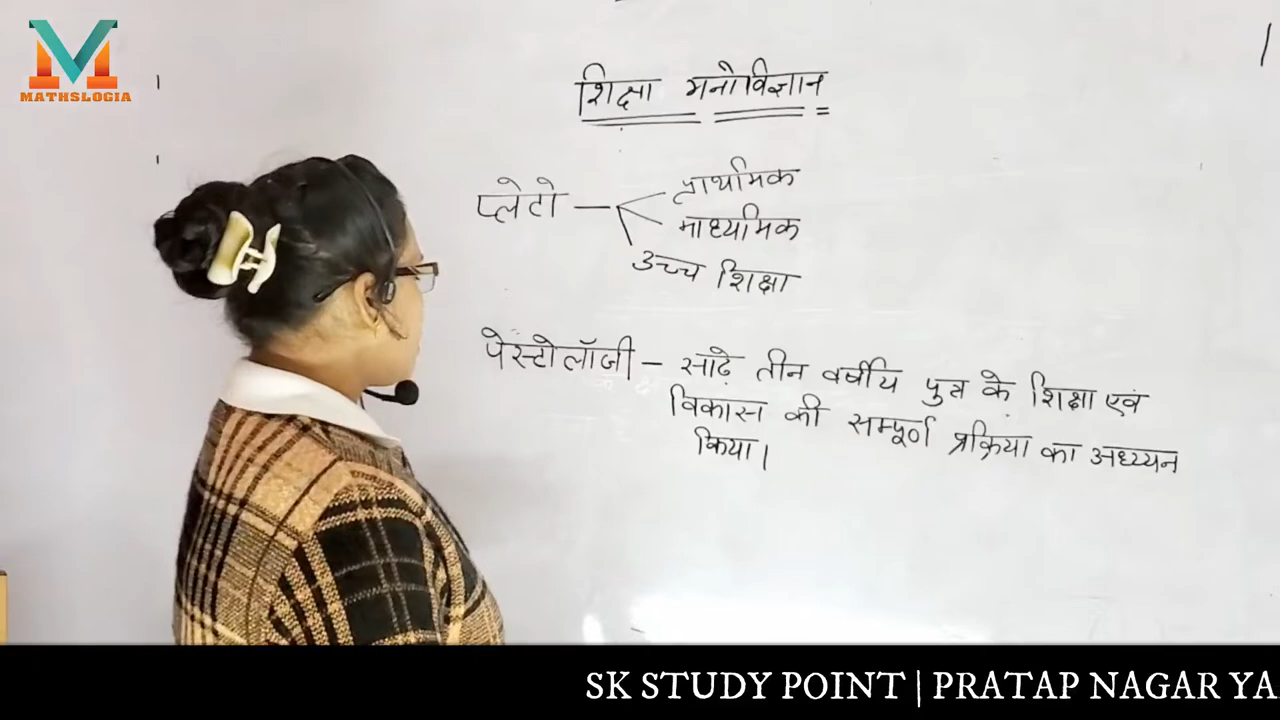 MATHSLOGIA
शिक्षा मनोविज्ञान
प्लेटो — प्राथमिक
माध्यमिक
उच्च शिक्षा
पेस्टोलॉजी — साढ़े तीन वर्षीय पुत्र के शिक्षा एवं
विकास की सम्पूर्ण प्रक्रिया का अध्ययन
किया।
SK STUDY POINT | PRATAP NAGAR YA